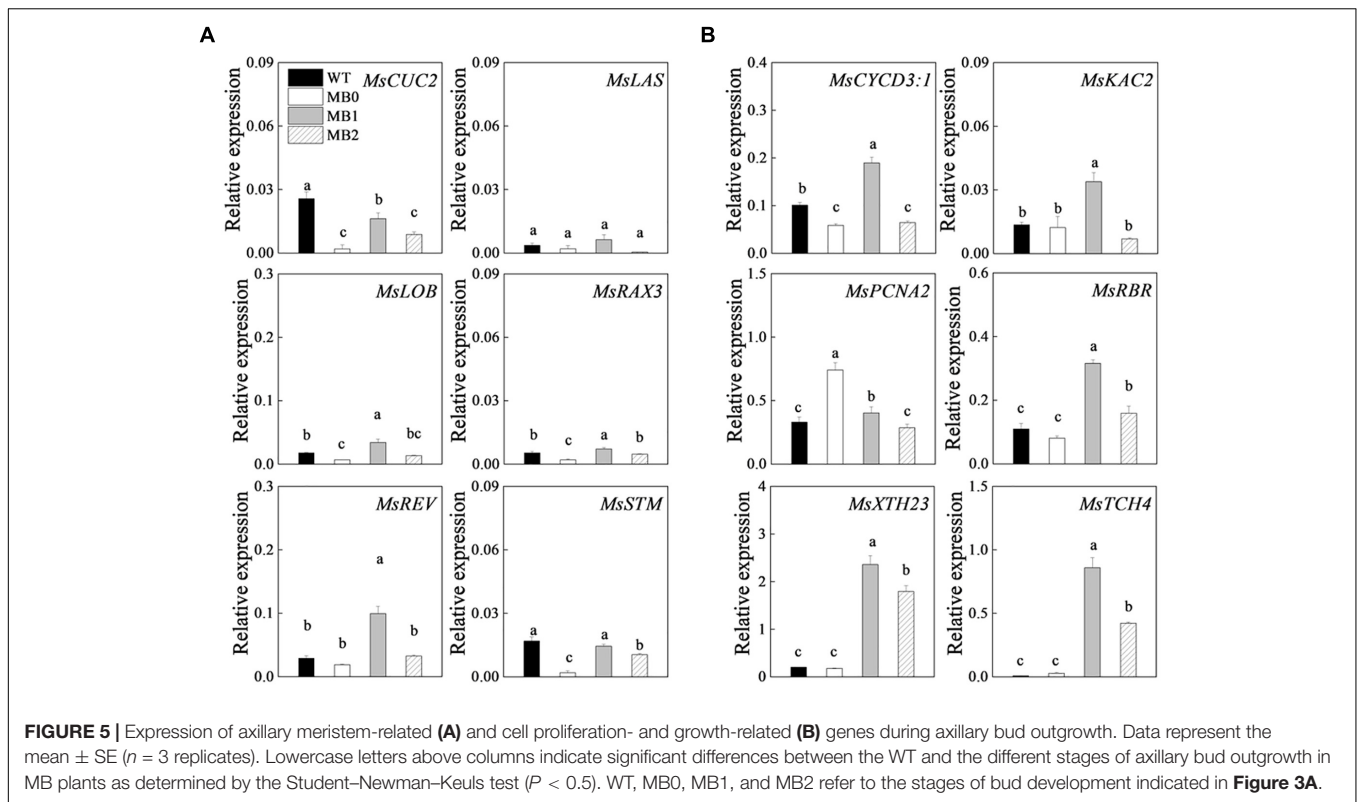 A
B
0.09
0.06
0.03
0.00
Relative expression
WT
MB0
MB1
MB2
MsCUC2
a
c
b
c
0.09
0.06
0.03
0.00
Relative expression
MsLAS
a
a
a
a
0.4
0.3
0.2
0.1
0.0
Relative expression
MsCYCD3:1
b
c
a
c
0.09
0.06
0.03
0.00
Relative expression
MsKAC2
b
b
a
b
0.3
0.2
0.1
0.0
Relative expression
MsLOB
b
c
a
bc
0.09
0.06
0.03
0.00
Relative expression
MsRAX3
b
c
a
b
1.5
1.0
0.5
0.0
Relative expression
MsPCNA2
c
a
b
c
0.6
0.4
0.2
0.0
Relative expression
MsRBR
c
c
a
b
0.3
0.2
0.1
0.0
Relative expression
MsREV
b
b
a
b
0.09
0.06
0.03
0.00
Relative expression
MsSTM
a
c
a
b
4
3
2
1
0
Relative expression
MsXTH23
c
c
a
b
1.5
1.0
0.5
0.0
Relative expression
MsTCH4
c
c
a
b
FIGURE 5 | Expression of axillary meristem-related (A) and cell proliferation- and growth-related (B) genes during axillary bud outgrowth. Data represent the
mean ± SE (n = 3 replicates). Lowercase letters above columns indicate significant differences between the WT and the different stages of axillary bud outgrowth in
MB plants as determined by the Student–Newman–Keuls test (P < 0.5). WT, MB0, MB1, and MB2 refer to the stages of bud development indicated in Figure 3A.